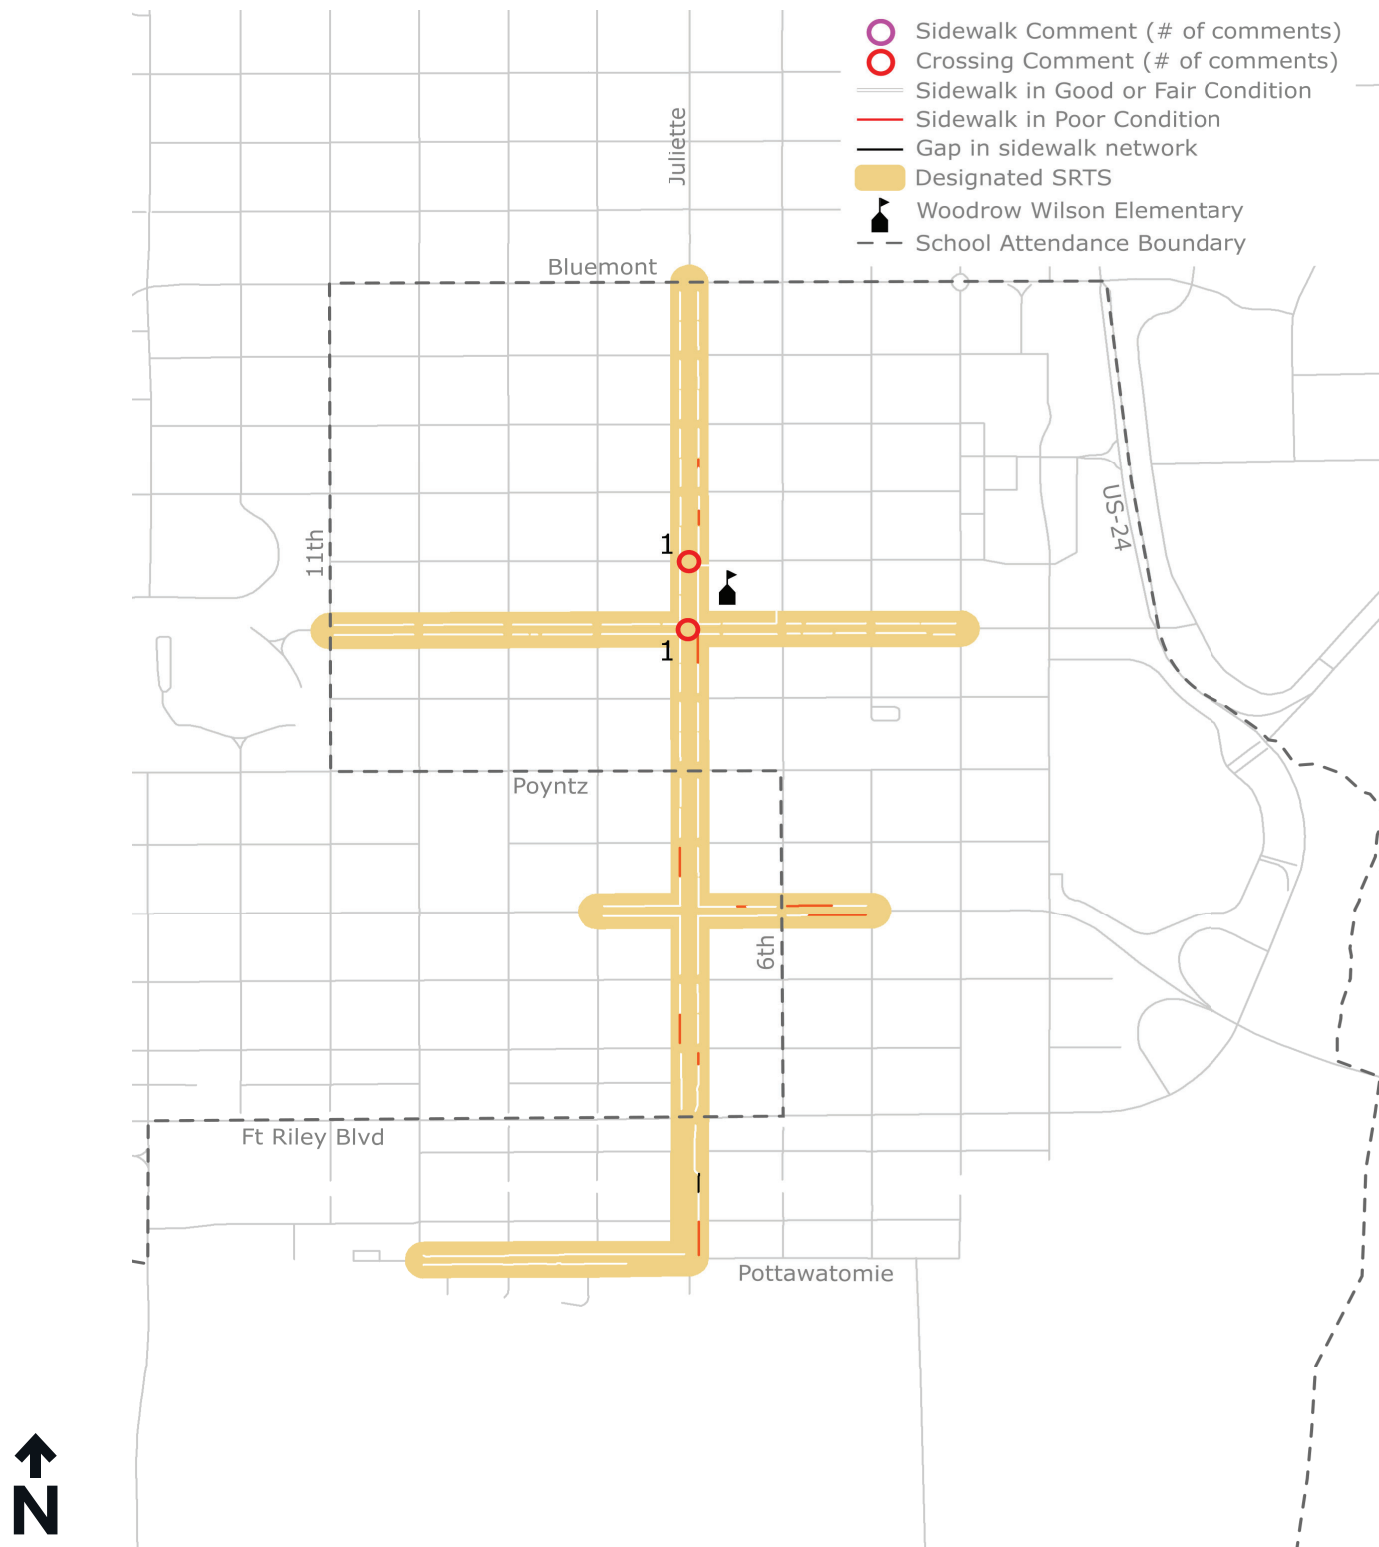 Sidewalk Comment (# of comments)
Crossing Comment (# of comments)
Sidewalk in Good or Fair Condition
Sidewalk in Poor Condition
Gap in sidewalk network
Designated SRTS
Woodrow Wilson Elementary
School Attendance Boundary
Juliette
Bluemont
US-24
11th
1
1
Poyntz
6th
Ft Riley Blvd
Pottawatomie
N